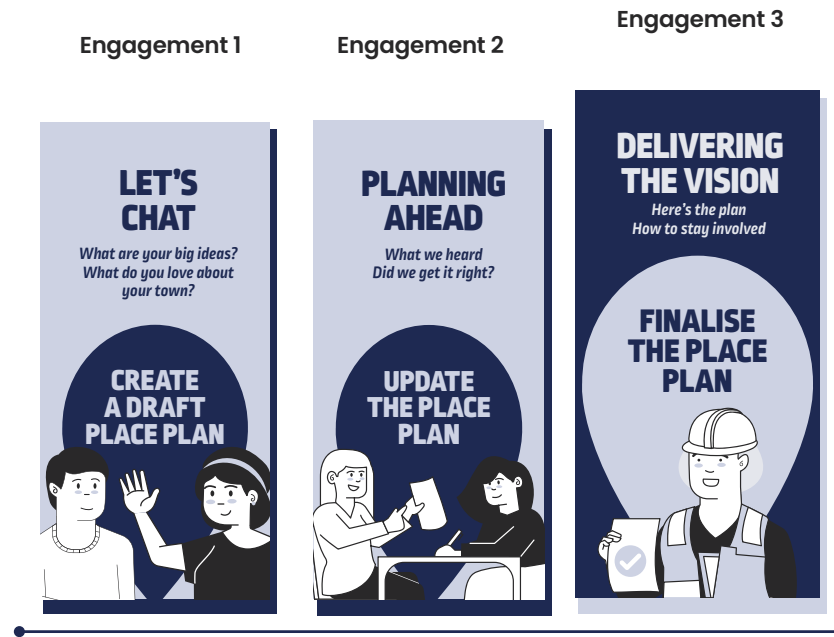 Engagement 1
LET'S
CHAT
What are your big ideas?
What do you love about
your town?
CREATE
A DRAFT
PLACE PLAN
Engagement 2
PLANNING
AHEAD
What we heard
Did we get it right?
UPDATE
THE PLACE
PLAN
Engagement 3
DELIVERING
THE VISION
Here's the plan
How to stay involved
FINALISE
THE PLACE
PLAN